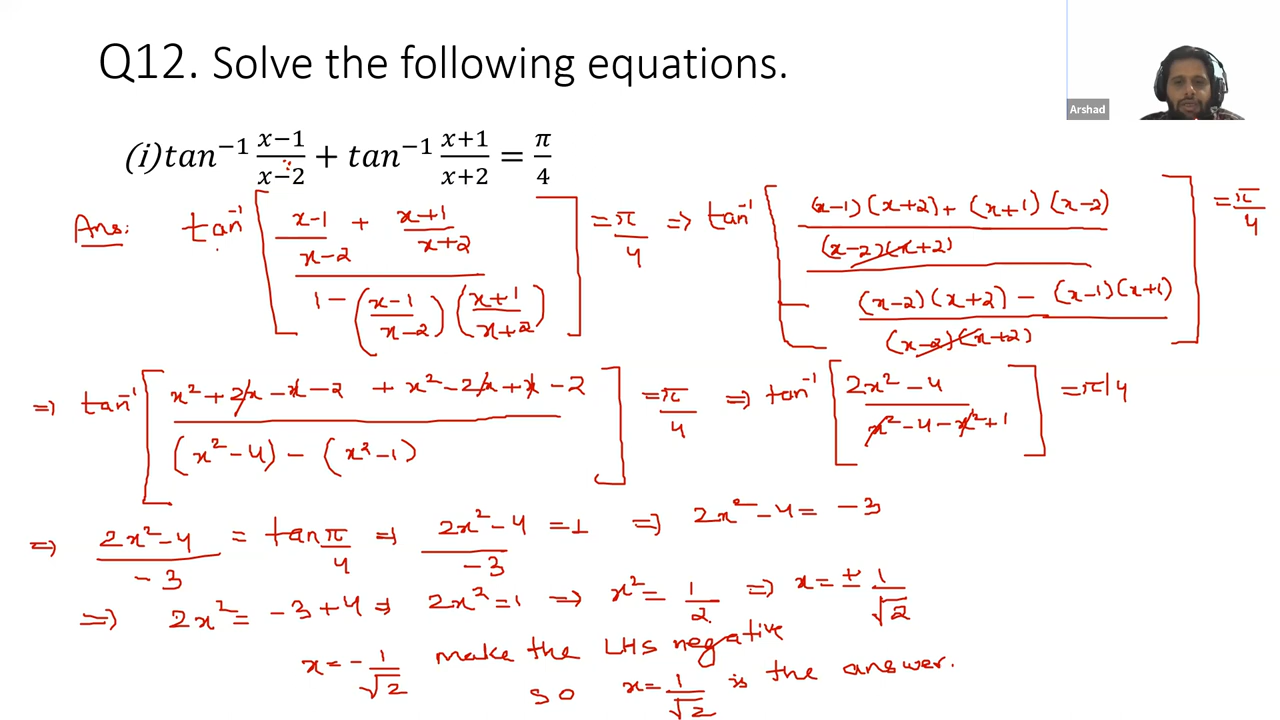 Q12. Solve the following equations.
Arshad
(i)tan⁻¹ (x−1)/(x−2) + tan⁻¹ (x+1)/(x+2) = π/4
Ans: tan⁻¹ [ ((x-1)/(x-2) + (x+1)/(x+2)) / (1 - ((x-1)/(x-2)) ((x+1)/(x+2))) ] = π/4 ⇒ tan⁻¹ [ ((x-1)(x+2) + (x+1)(x-2)) / ((x-2)(x+2)) / ((x-2)(x+2) - (x-1)(x+1)) / ((x-2)(x+2)) ] = π/4
⇒ tan⁻¹ [ (x² + 2x - x - 2 + x² - 2x + x - 2) / ((x² - 4) - (x² - 1)) ] = π/4 ⇒ tan⁻¹ [ (2x² - 4) / (x² - 4 - x² + 1) ] = π/4
⇒ (2x² - 4)/-3 = tan π/4 ⇒ (2x² - 4)/-3 = 1 ⇒ 2x² - 4 = -3
⇒ 2x² = -3 + 4 ⇒ 2x² = 1 ⇒ x² = 1/2 ⇒ x = ± 1/√2
x = - 1/√2 make the LHS negative
so x = 1/√2 is the answer.